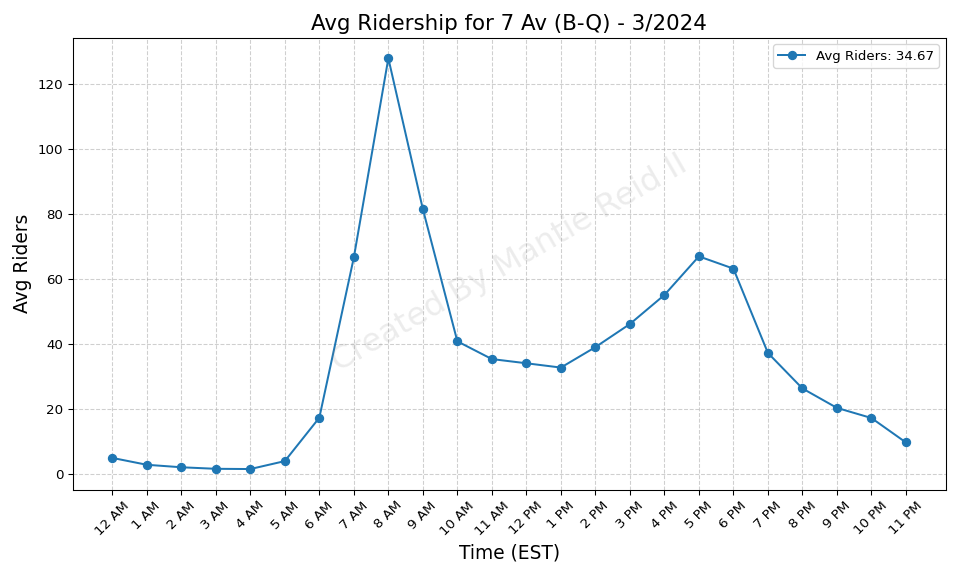 Avg Ridership for 7 Av (B-Q) - 3/2024
Avg Riders: 34.67
Avg Riders
120
100
80
60
40
20
0
Created By Mantle Reid II
12 AM
1 AM
2 AM
3 AM
4 AM
5 AM
6 AM
7 AM
8 AM
9 AM
10 AM
11 AM
12 PM
1 PM
2 PM
3 PM
4 PM
5 PM
6 PM
7 PM
8 PM
9 PM
10 PM
11 PM
Time (EST)